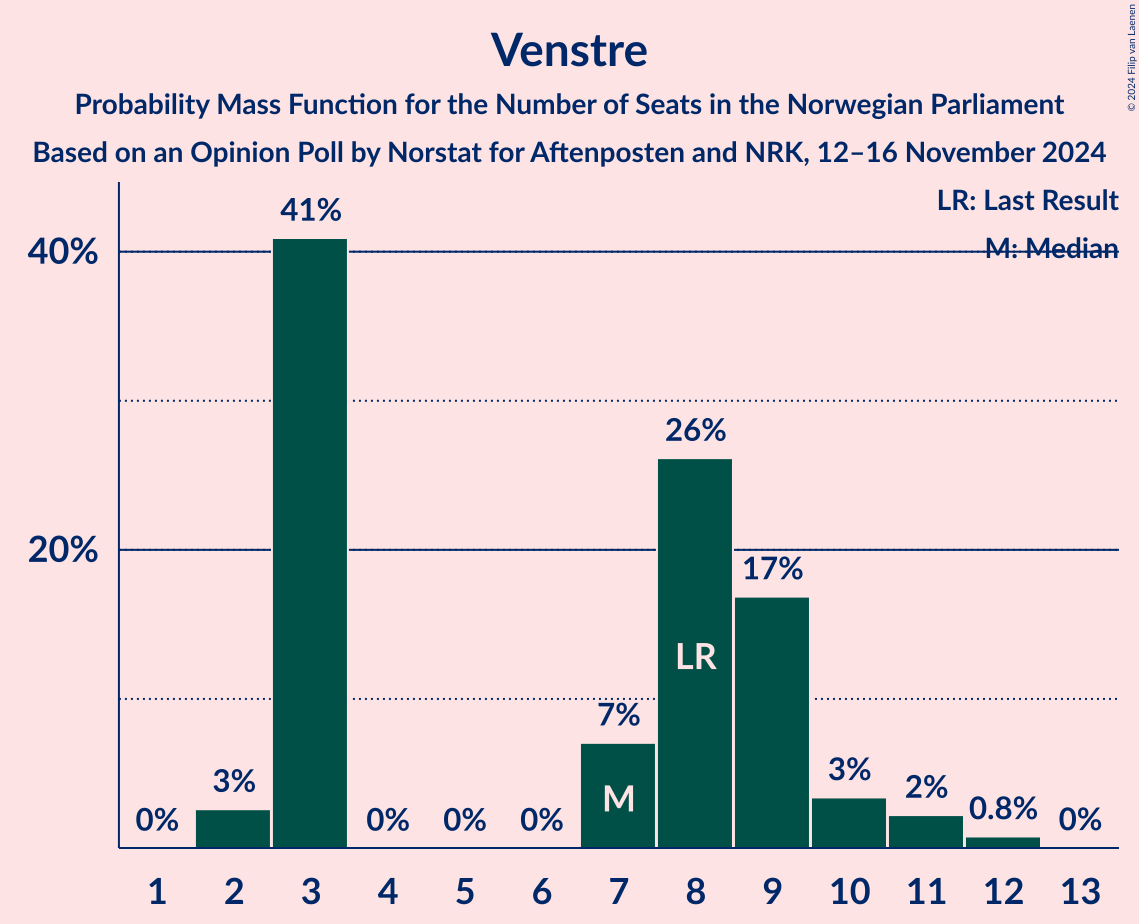 © 2024 Filip van Laenen
Venstre
Probability Mass Function for the Number of Seats in the Norwegian Parliament
Based on an Opinion Poll by Norstat for Aftenposten and NRK, 12–16 November 2024
LR: Last Result
M: Median
40%
20%
0%
3%
41%
0%
0%
0%
7%
26%
17%
3%
2%
0.8%
0%
M
LR
1 2 3 4 5 6 7 8 9 10 11 12 13